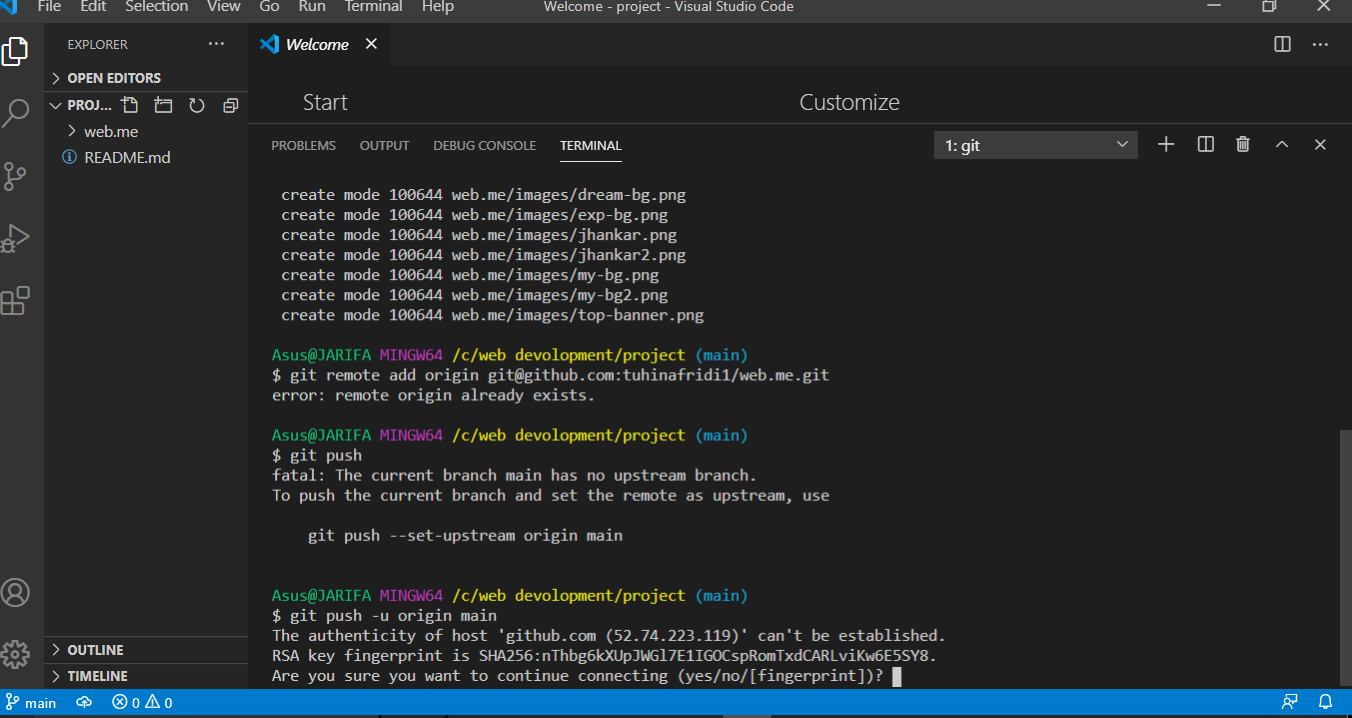 File Edit Selection View Go Run Terminal Help Welcome - project - Visual Studio Code
EXPLORER
Welcome
OPEN EDITORS
PROJ...
web.me
README.md
Start Customize
PROBLEMS OUTPUT DEBUG CONSOLE TERMINAL 1: git
create mode 100644 web.me/images/dream-bg.png
create mode 100644 web.me/images/exp-bg.png
create mode 100644 web.me/images/jhankar.png
create mode 100644 web.me/images/jhankar2.png
create mode 100644 web.me/images/my-bg.png
create mode 100644 web.me/images/my-bg2.png
create mode 100644 web.me/images/top-banner.png
Asus@JARIFA MINGW64 /c/web devolopment/project (main)
$ git remote add origin git@github.com:tuhinafridi1/web.me.git
error: remote origin already exists.
Asus@JARIFA MINGW64 /c/web devolopment/project (main)
$ git push
fatal: The current branch main has no upstream branch.
To push the current branch and set the remote as upstream, use
git push --set-upstream origin main
Asus@JARIFA MINGW64 /c/web devolopment/project (main)
$ git push -u origin main
The authenticity of host 'github.com (52.74.223.119)' can't be established.
RSA key fingerprint is SHA256:nThbg6kXUpJWGl7E1IGOCspRomTxdCARLviKw6E5SY8.
Are you sure you want to continue connecting (yes/no/[fingerprint])?
OUTLINE
TIMELINE
main 0 0